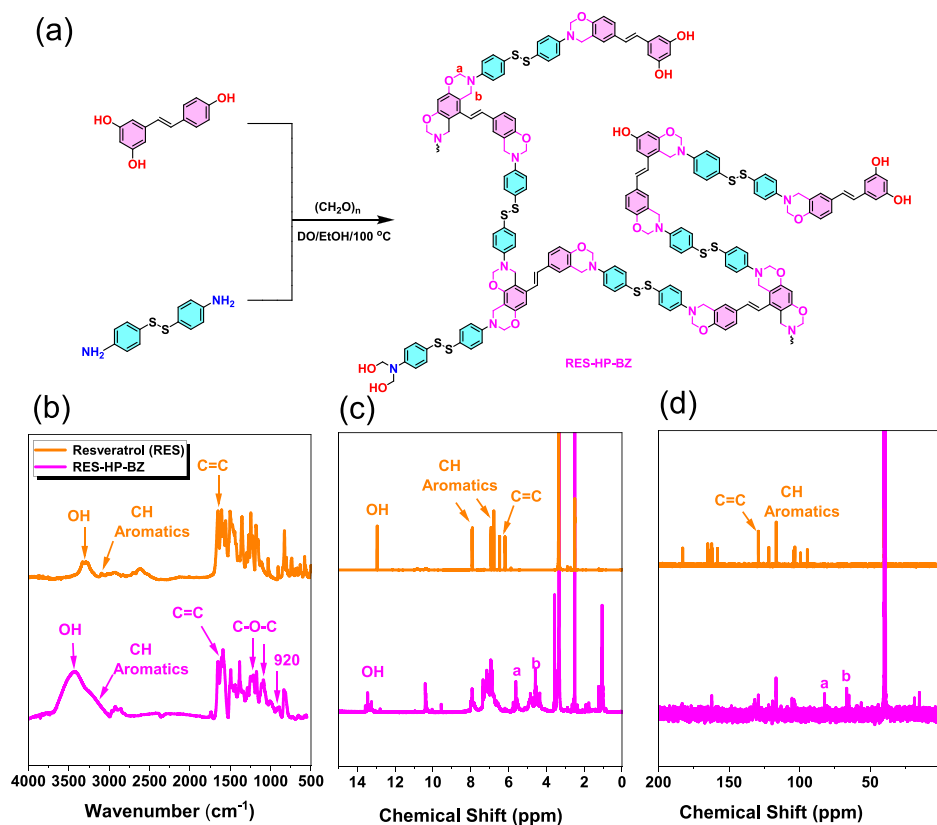 (a)
O
N
S
S
OH
OH
a
O
N
b
O
N
O
N
S
S
N
O
N
O
N
S
S
N
O
O
N
HO
O
N
S
S
N
O
OH
OH
O
N
S
S
N
O
N
O
N
O
N
S
S
N
O
HO
N
HO
S
S
RES-HP-BZ
OH
HO
OH
NH2
S
S
NH2
(CH2O)n
DO/EtOH/100 °C
(b)
Resveratrol (RES)
RES-HP-BZ
C=C
OH
CH
Aromatics
C=C
OH
C-O-C
CH
Aromatics
920
4000 3500 3000 2500 2000 1500 1000 500
Wavenumber (cm-1)
(c)
CH
Aromatics
OH
C=C
OH
a
b
14 12 10 8 6 4 2 0
Chemical Shift (ppm)
(d)
CH
Aromatics
C=C
a
b
200 150 100 50
Chemical Shift (ppm)